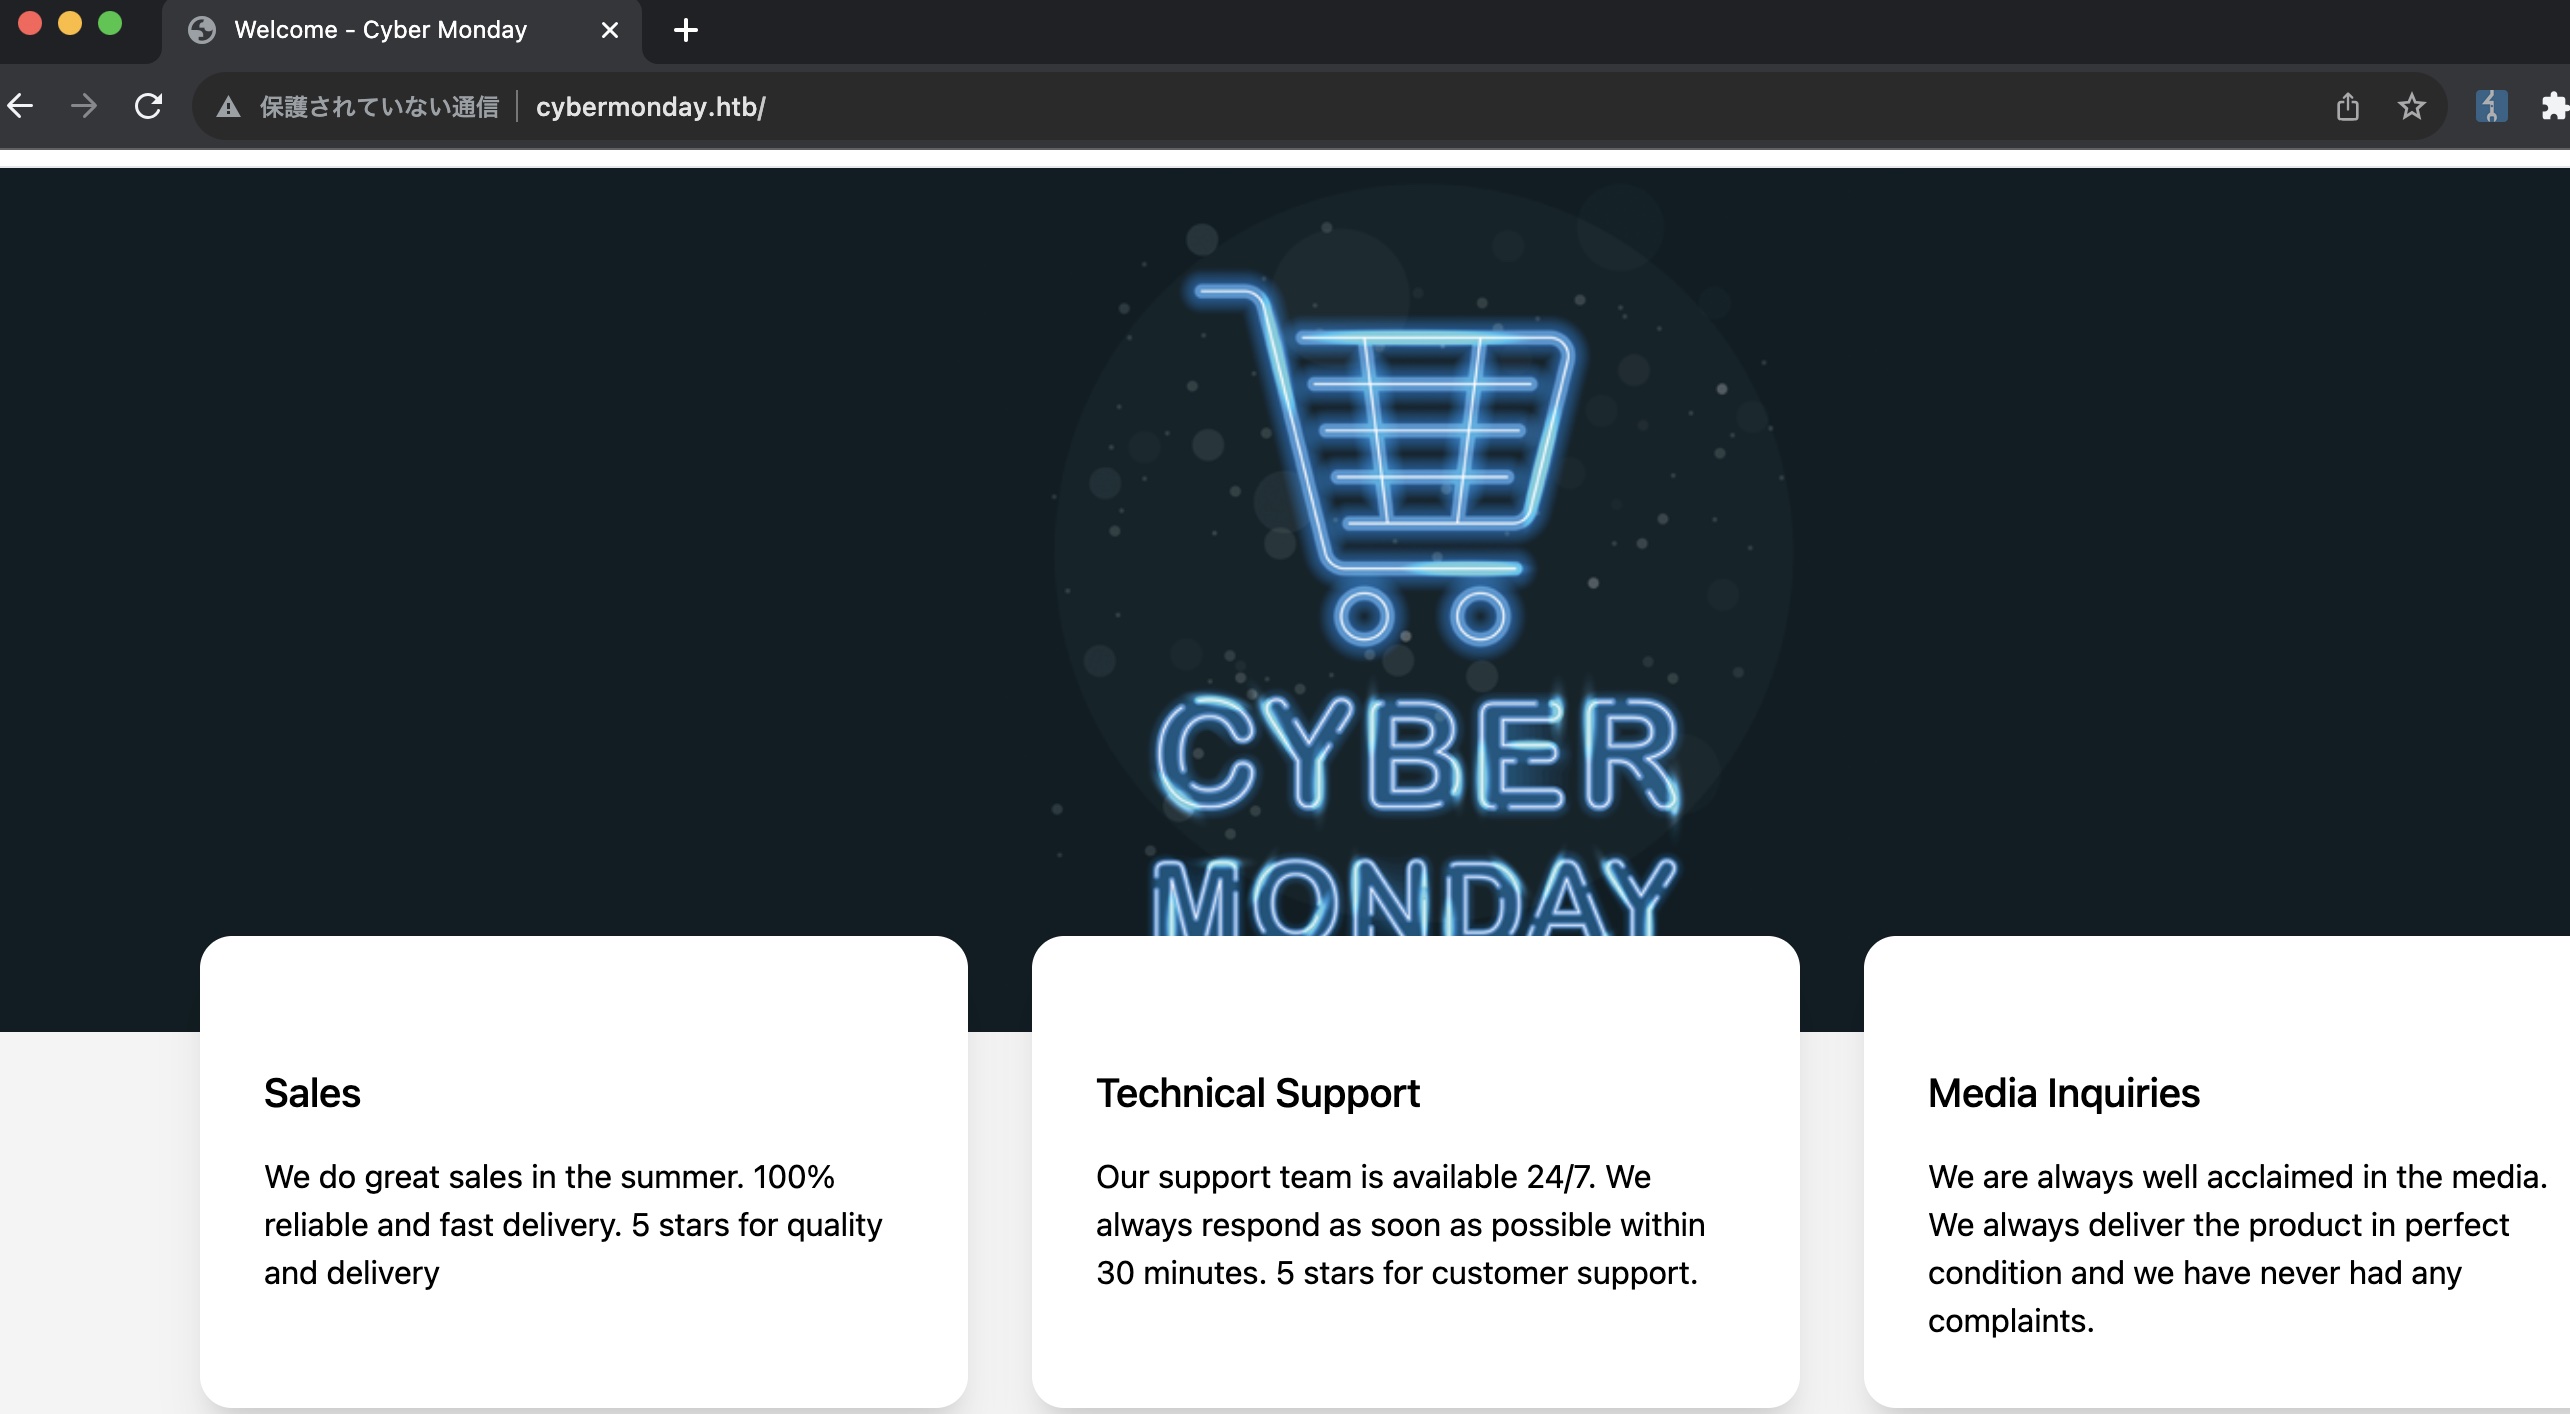 Welcome - Cyber Monday
保護されていない通信 cybermonday.htb/
CYBER
MONDAY
Sales
We do great sales in the summer. 100%
reliable and fast delivery. 5 stars for quality
and delivery
Technical Support
Our support team is available 24/7. We
always respond as soon as possible within
30 minutes. 5 stars for customer support.
Media Inquiries
We are always well acclaimed in the media.
We always deliver the product in perfect
condition and we have never had any
complaints.